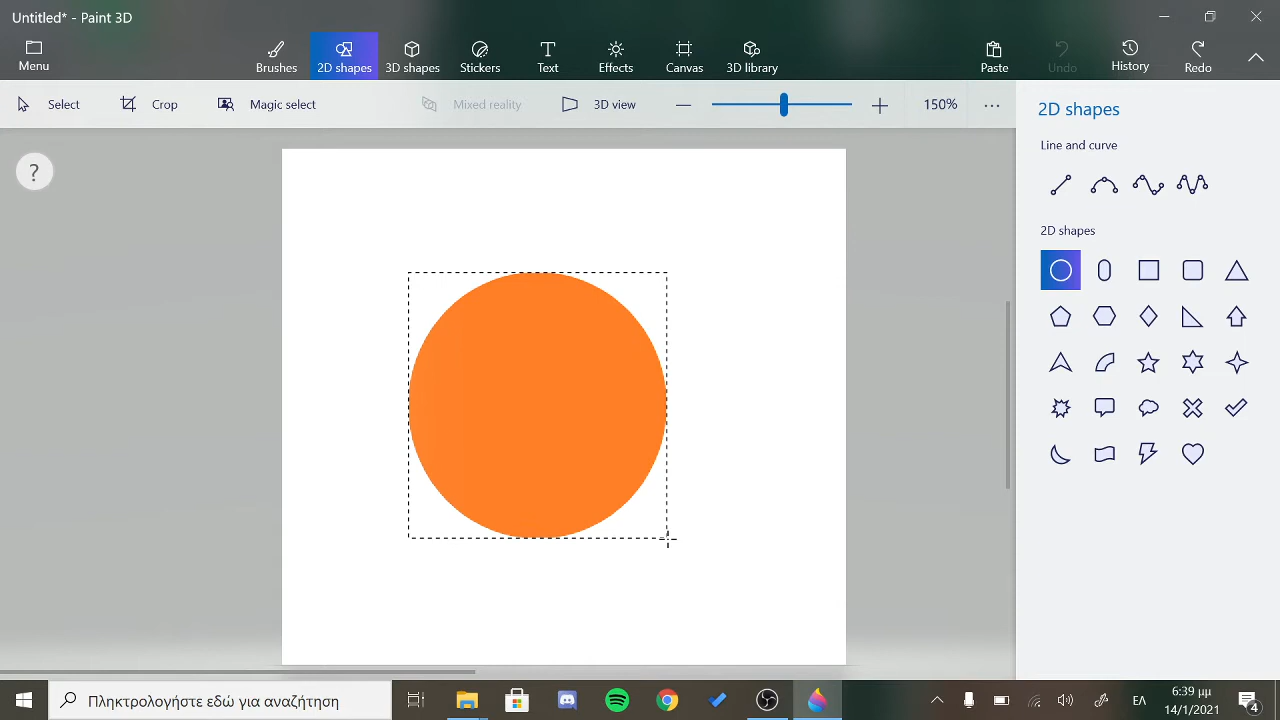 Untitled* - Paint 3D
Menu
Brushes
2D shapes
3D shapes
Stickers
Text
Effects
Canvas
3D library
Paste
Undo
History
Redo
Select
Crop
Magic select
Mixed reality
3D view
150%
2D shapes
Line and curve
2D shapes
?
Πληκτρολογήστε εδώ για αναζήτηση
ΕΛ
6:39 μμ
14/1/2021
4